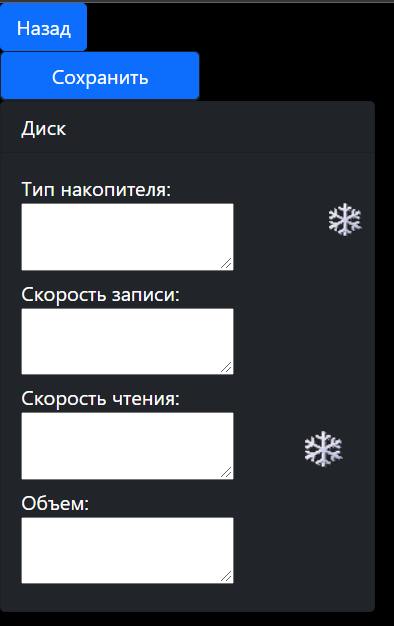 Назад
Сохранить
Диск
Тип накопителя:
Скорость записи:
Скорость чтения:
Объем: